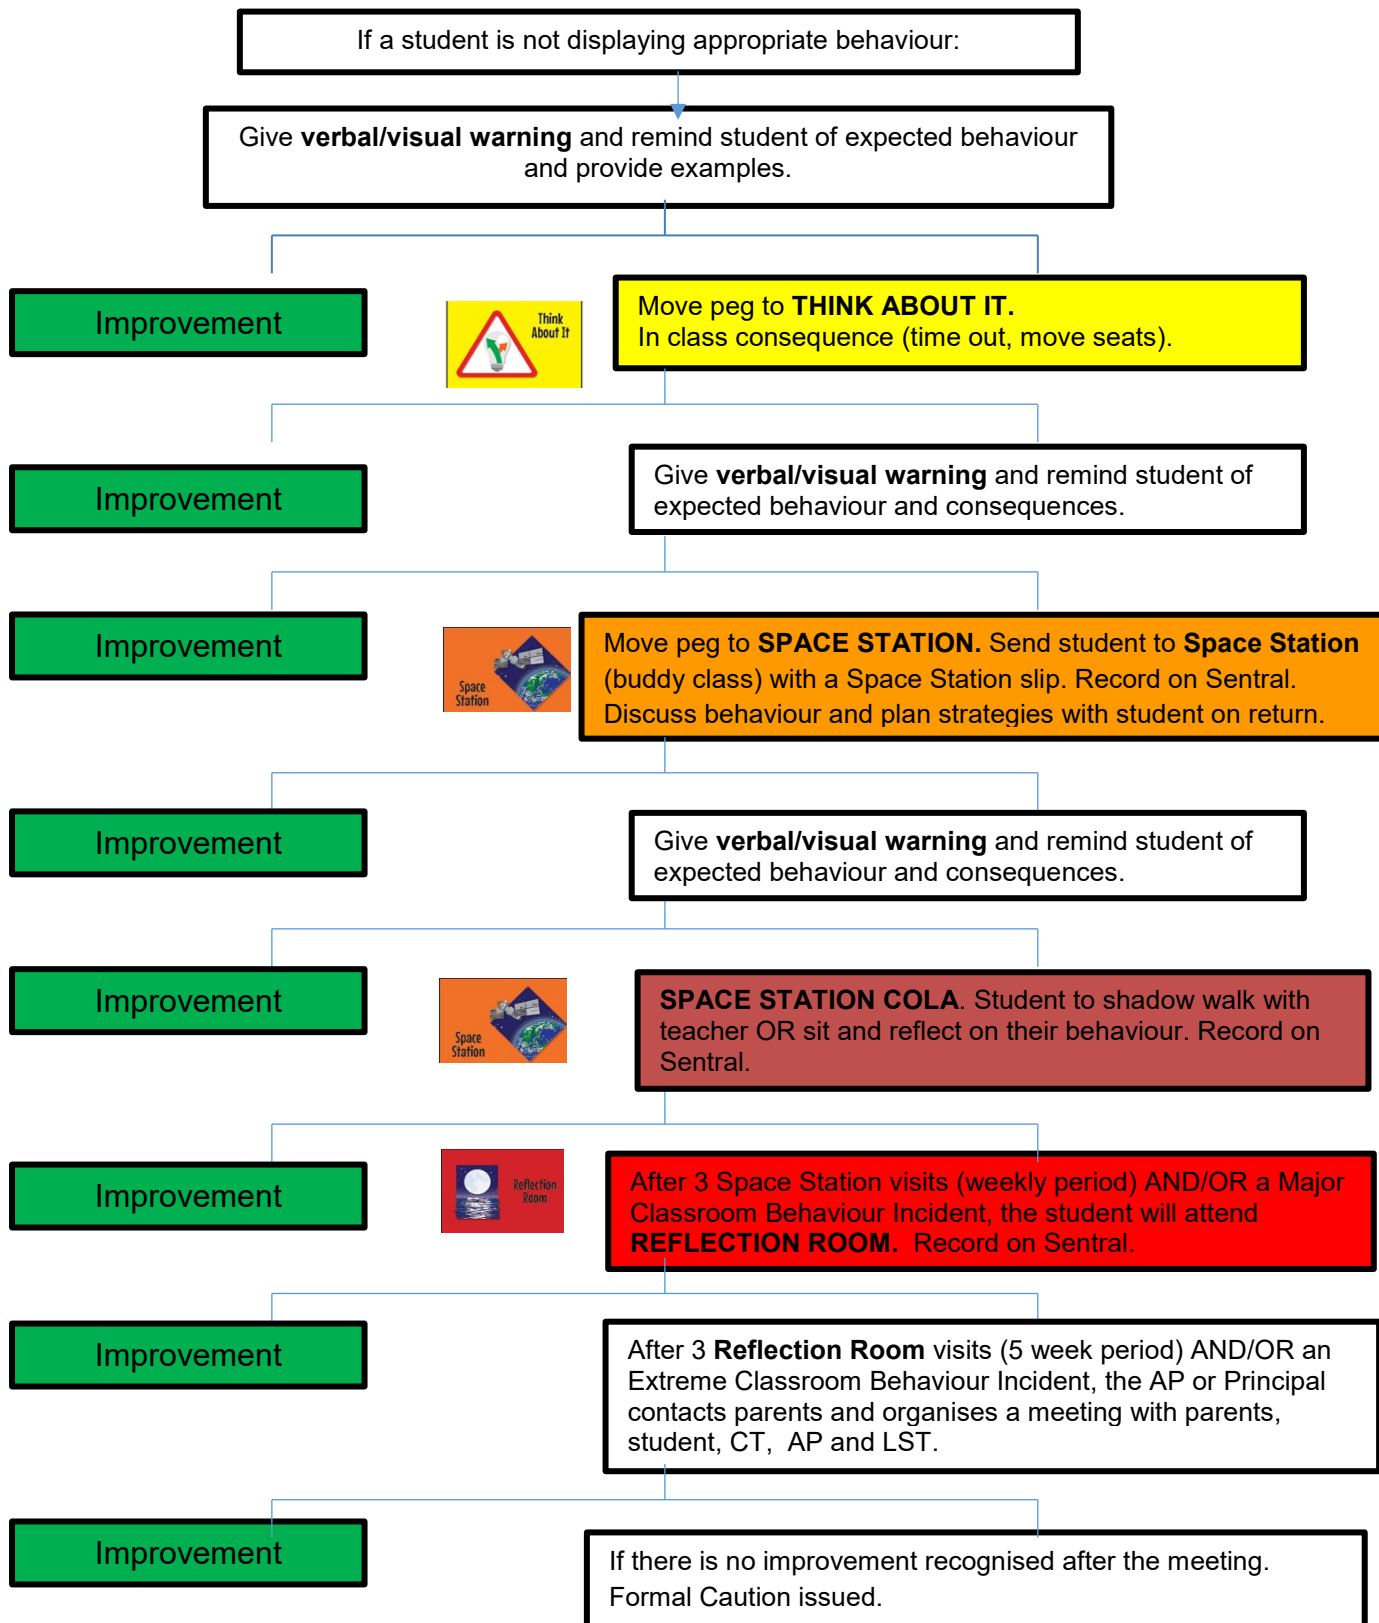 If a student is not displaying appropriate behaviour:
Give verbal/visual warning and remind student of expected behaviour
and provide examples.
Improvement
Think
About It
Move peg to THINK ABOUT IT.
In class consequence (time out, move seats).
Improvement
Give verbal/visual warning and remind student of
expected behaviour and consequences.
Improvement
Space
Station
Move peg to SPACE STATION. Send student to Space Station
(buddy class) with a Space Station slip. Record on Sentral.
Discuss behaviour and plan strategies with student on return.
Improvement
Give verbal/visual warning and remind student of
expected behaviour and consequences.
Improvement
Space
Station
SPACE STATION COLA. Student to shadow walk with
teacher OR sit and reflect on their behaviour. Record on
Sentral.
Improvement
Reflection
Room
After 3 Space Station visits (weekly period) AND/OR a Major
Classroom Behaviour Incident, the student will attend
REFLECTION ROOM. Record on Sentral.
Improvement
After 3 Reflection Room visits (5 week period) AND/OR an
Extreme Classroom Behaviour Incident, the AP or Principal
contacts parents and organises a meeting with parents,
student, CT, AP and LST.
Improvement
If there is no improvement recognised after the meeting.
Formal Caution issued.